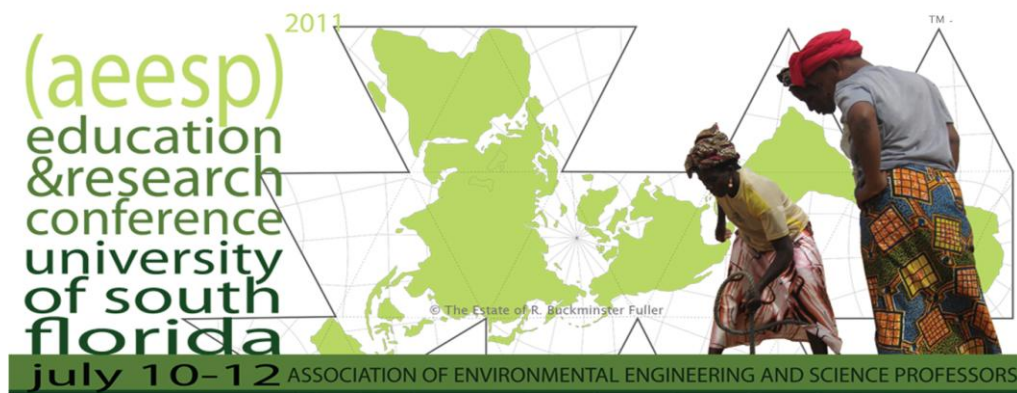 2011
(aeesp)
education
&research
conference
university
of south
florida
july 10-12
ASSOCIATION OF ENVIRONMENTAL ENGINEERING AND SCIENCE PROFESSORS
© The Estate of R. Buckminster Fuller
TM -